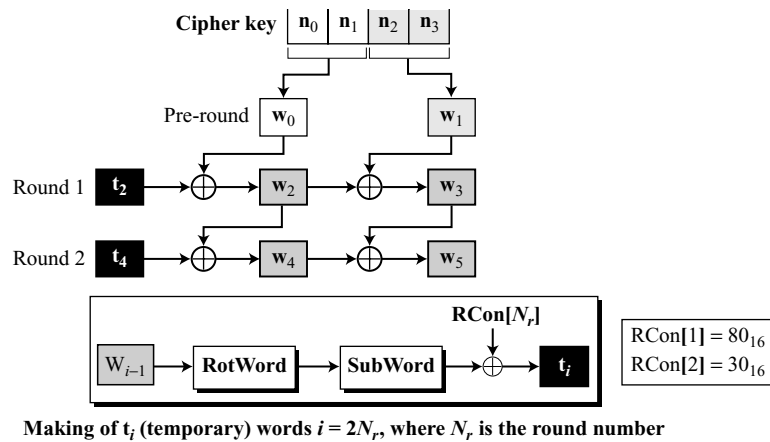 Cipher key n₀ n₁ n₂ n₃
Pre-round w₀ w₁
Round 1 t₂ w₂ w₃
Round 2 t₄ w₄ w₅
RCon[Nᵣ]
Wᵢ₋₁ RotWord SubWord tᵢ
RCon[1] = 80₁₆
RCon[2] = 30₁₆
Making of tᵢ (temporary) words i = 2Nᵣ, where Nᵣ is the round number